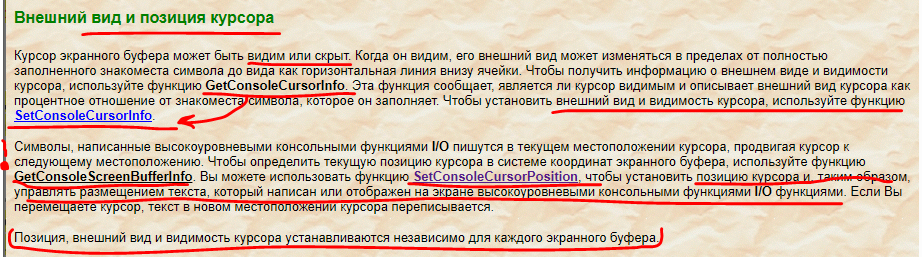 Внешний вид и позиция курсора
Курсор экранного буфера может быть видим или скрыт. Когда он видим, его внешний вид может изменяться в пределах от полностью
заполненного знакоместа символа до вида как горизонтальная линия внизу ячейки. Чтобы получить информацию о внешнем виде и видимости
курсора, используйте функцию GetConsoleCursorInfo. Эта функция сообщает, является ли курсор видимым и описывает внешний вид курсора как
процентное отношение от знакоместа символа, которое он заполняет. Чтобы установить внешний вид и видимость курсора, используйте функцию
SetConsoleCursorInfo.
Символы, написанные высокоуровневыми консольными функциями I/O пишутся в текущем местоположении курсора, продвигая курсор к
следующему местоположению. Чтобы определить текущую позицию курсора в системе координат экранного буфера, используйте функцию
GetConsoleScreenBufferInfo. Вы можете использовать функцию SetConsoleCursorPosition, чтобы установить позицию курсора и, таким образом,
управлять размещением текста, который написан или отображен на экране высокоуровневыми консольными функциями I/O функциями. Если Вы
перемещаете курсор, текст в новом местоположении курсора переписывается.
Позиция, внешний вид и видимость курсора устанавливаются независимо для каждого экранного буфера.